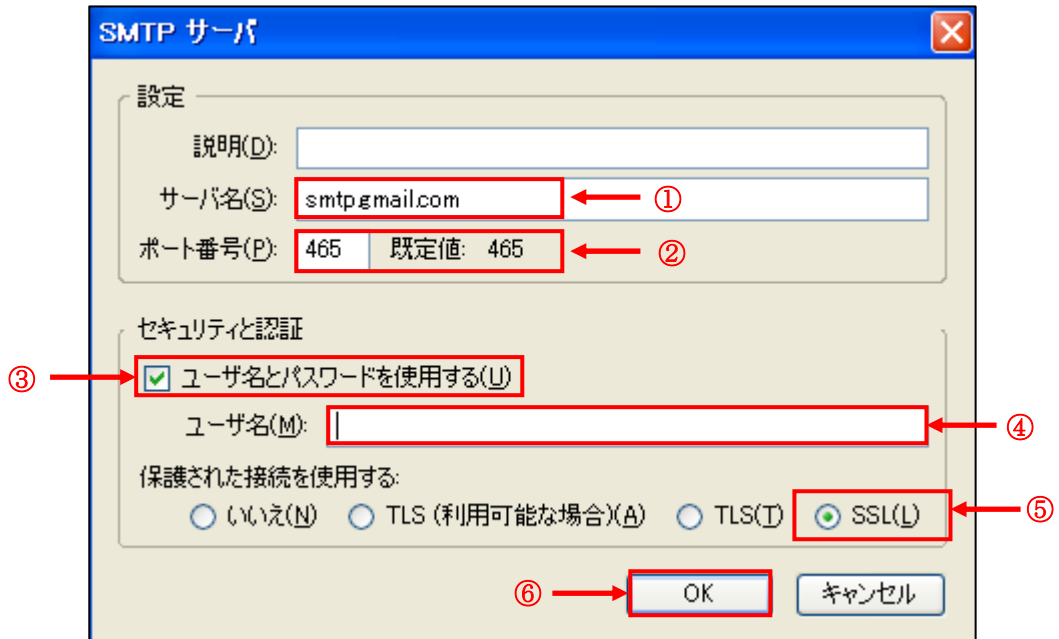 SMTP サーバ
設定
説明(D):
サーバ名(S): smtp.gmail.com ①
ポート番号(P): 465 既定値: 465 ②
セキュリティと認証
③ ユーザ名とパスワードを使用する(U)
ユーザ名(M): ④
保護された接続を使用する:
いいえ(N) TLS (利用可能な場合)(A) TLS(T) SSL(L) ⑤
⑥ OK キャンセル